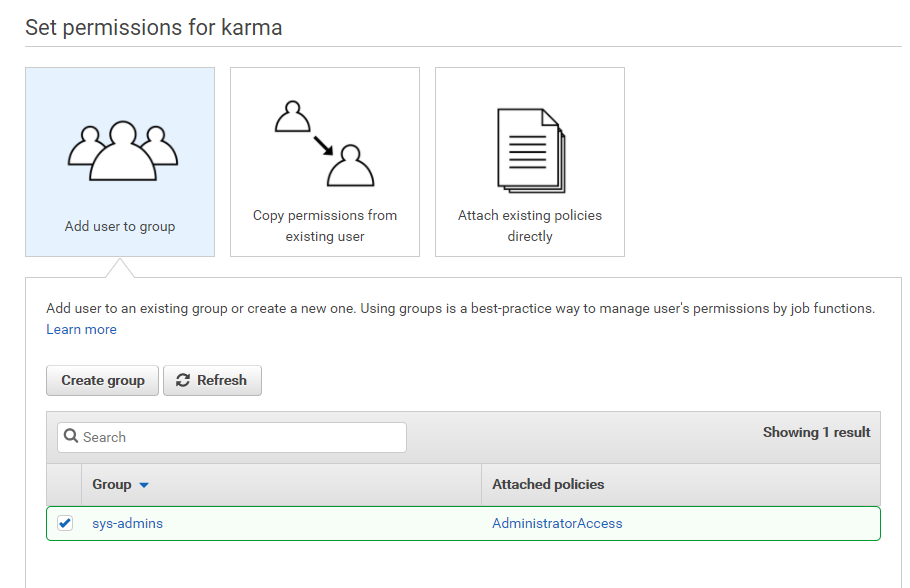 Set permissions for karma
Add user to group
Copy permissions from
existing user
Attach existing policies
directly
Add user to an existing group or create a new one. Using groups is a best-practice way to manage user's permissions by job functions.
Learn more
Create group
Refresh
Search
Showing 1 result
Group
Attached policies
sys-admins
AdministratorAccess